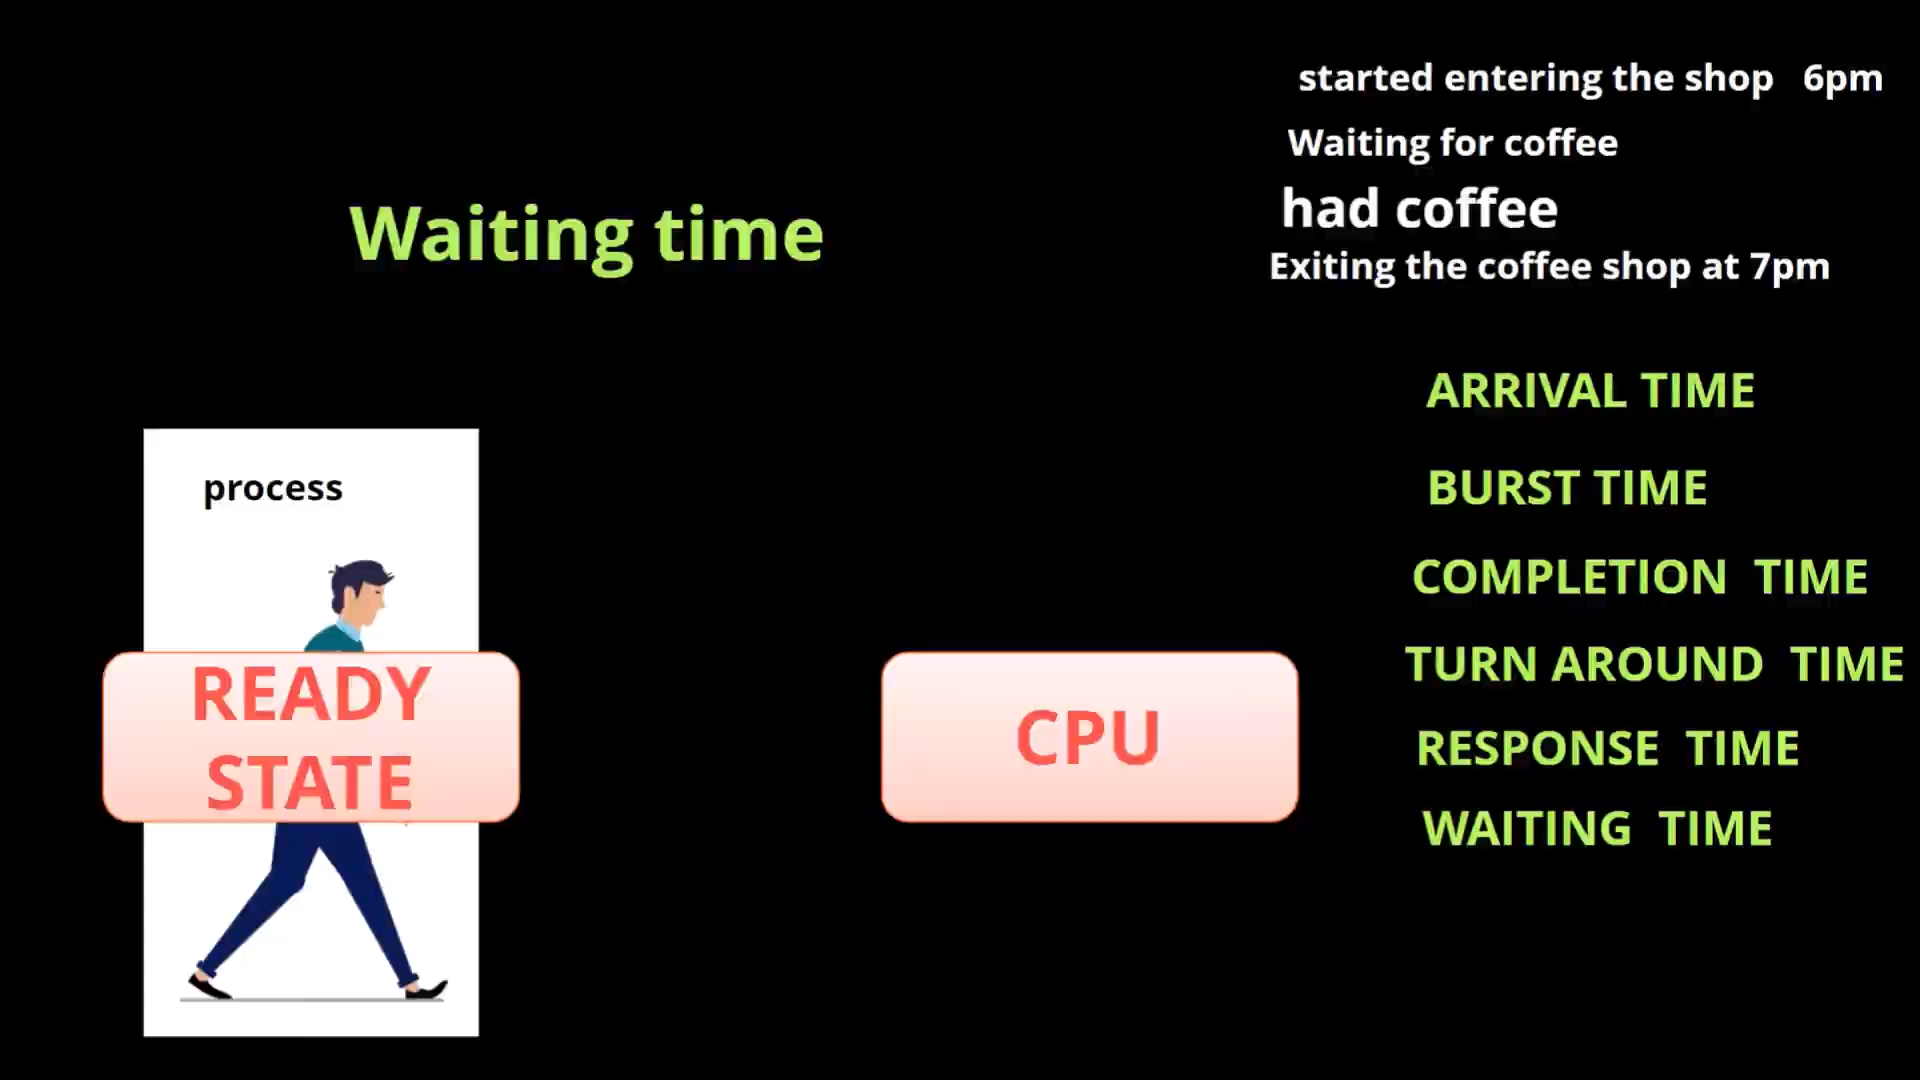 started entering the shop 6pm
Waiting for coffee
had coffee
Exiting the coffee shop at 7pm
Waiting time
ARRIVAL TIME
BURST TIME
COMPLETION TIME
TURN AROUND TIME
RESPONSE TIME
WAITING TIME
process
READY
STATE
CPU